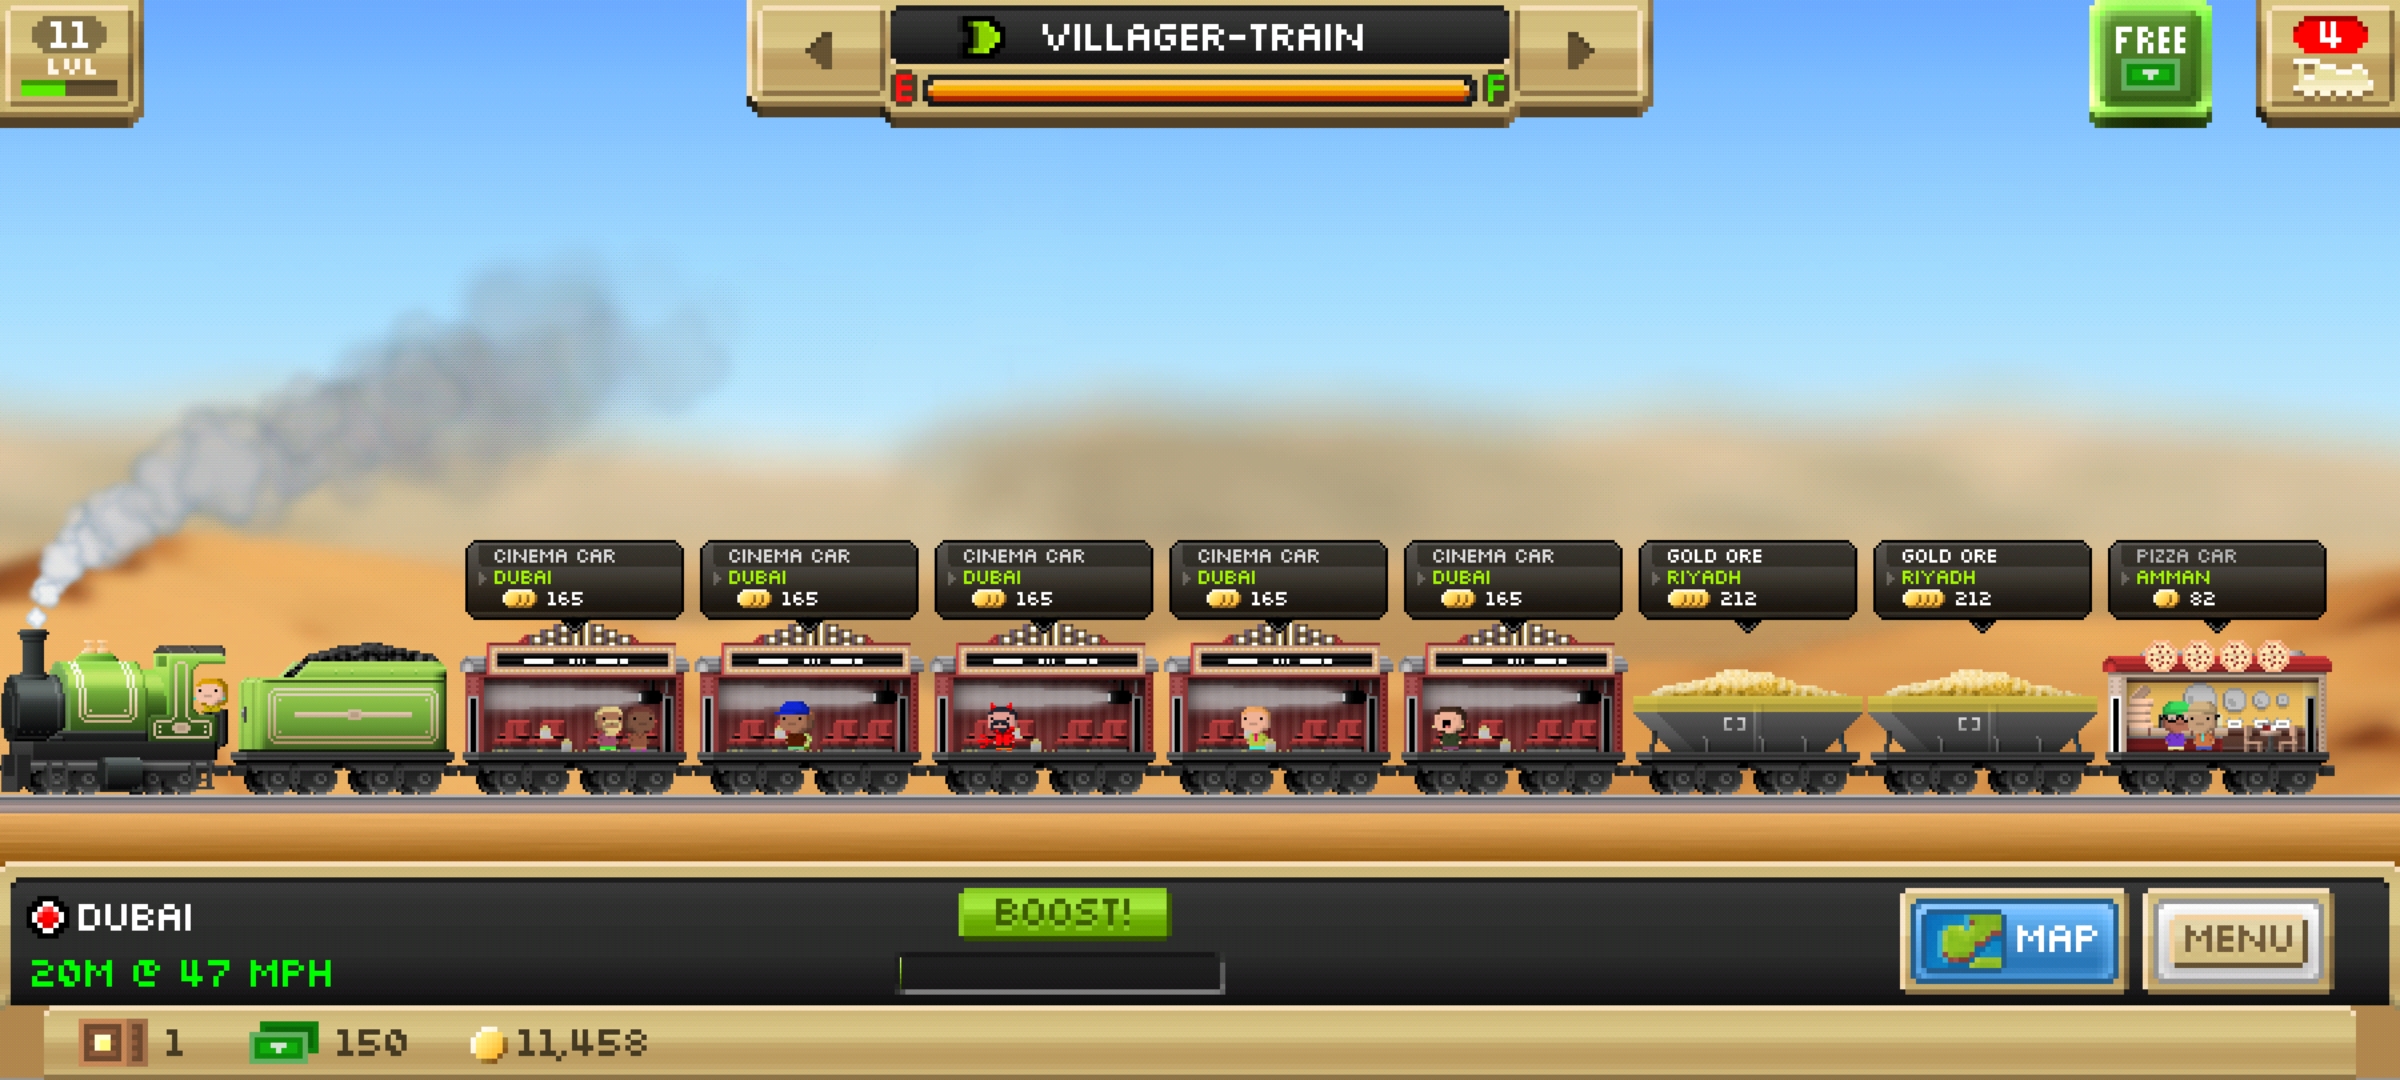 11
LVL
VILLAGER-TRAIN
E F
FREE
4
CINEMA CAR
DUBAI
165
CINEMA CAR
DUBAI
165
CINEMA CAR
DUBAI
165
CINEMA CAR
DUBAI
165
CINEMA CAR
DUBAI
165
GOLD ORE
RIYADH
212
GOLD ORE
RIYADH
212
PIZZA CAR
AMMAN
82
DUBAI
20M @ 47 MPH
BOOST!
MAP
MENU
1
150
11,458